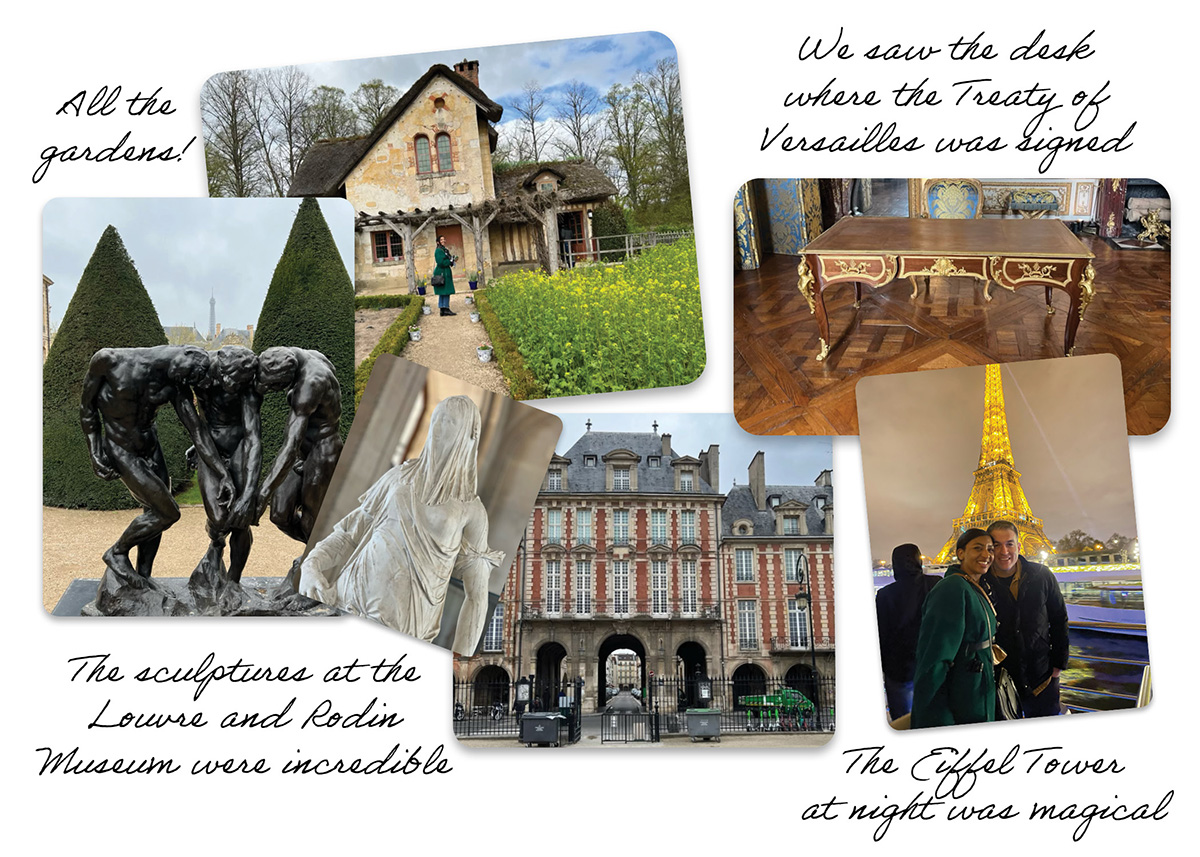 All the
gardens!
We saw the desk
where the Treaty of
Versailles was signed
The sculptures at the
Louvre and Rodin
Museum were incredible
The Eiffel Tower
at night was magical